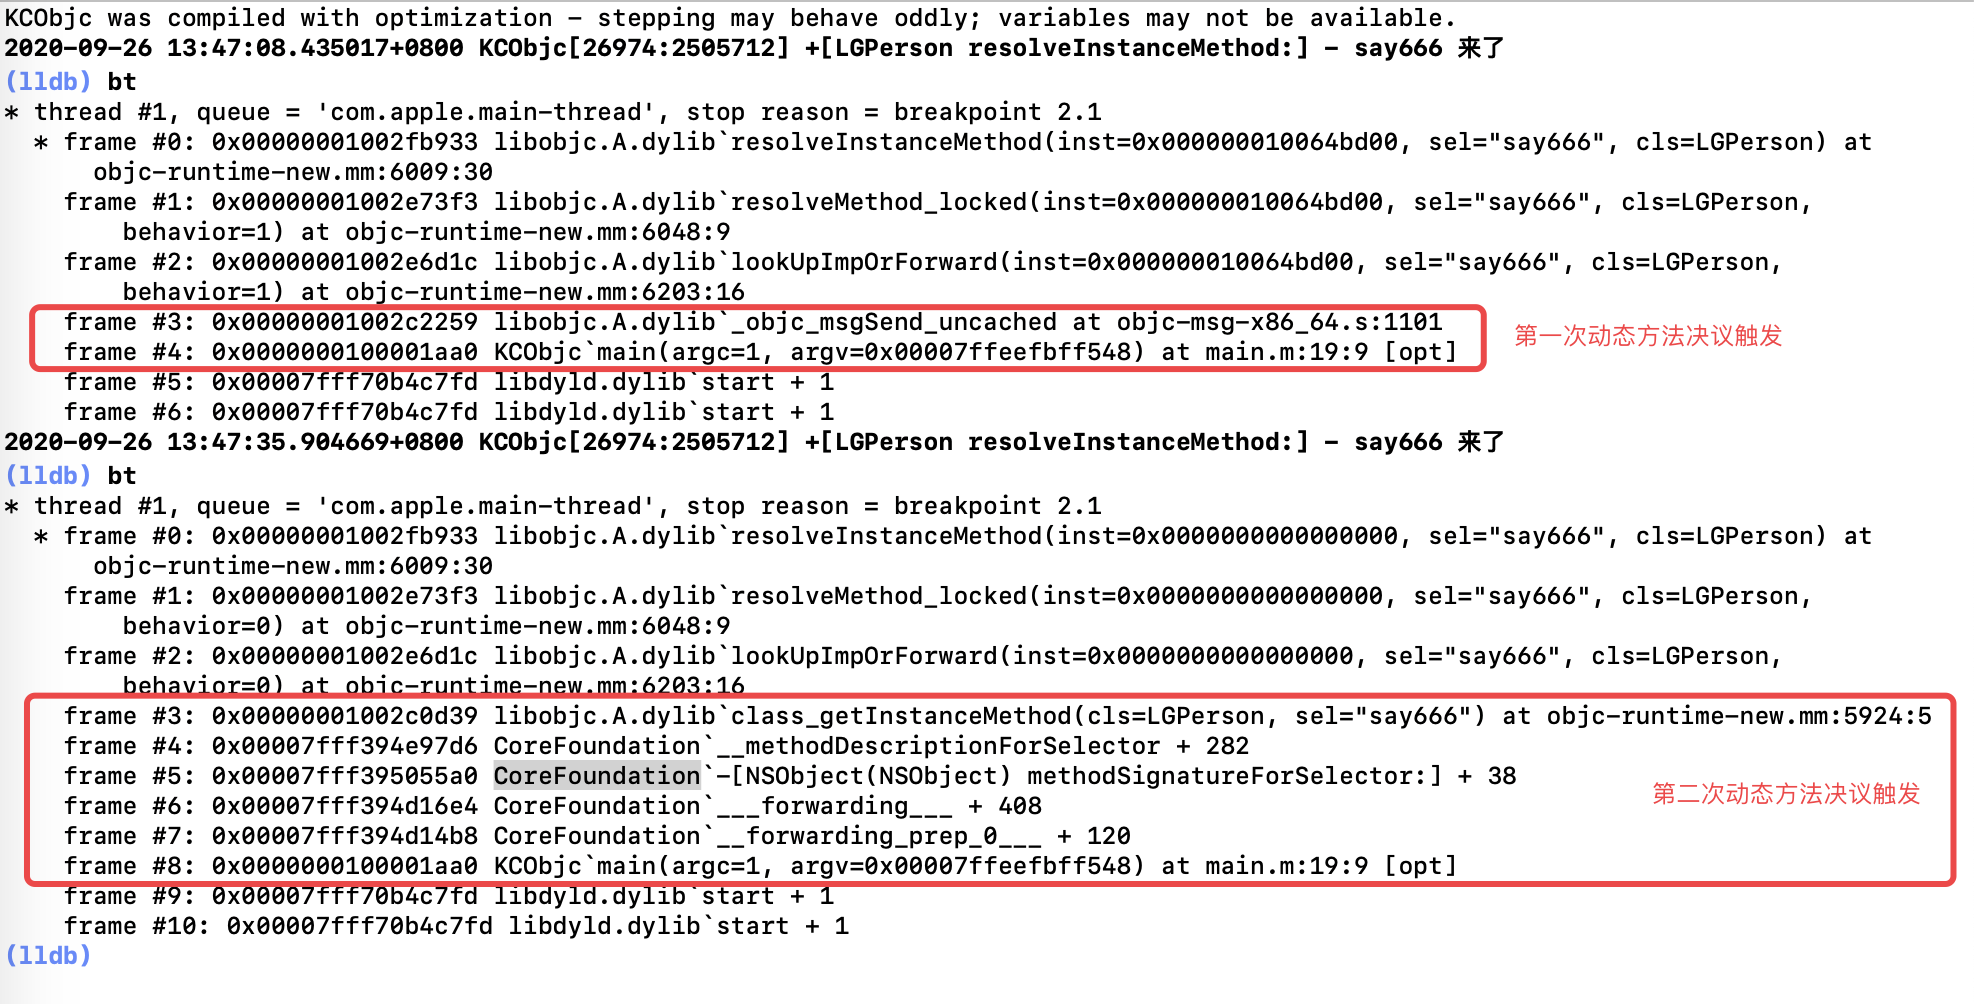 KCObjc was compiled with optimization - stepping may behave oddly; variables may not be available.
2020-09-26 13:47:08.435017+0800 KCObjc[26974:2505712] +[LGPerson resolveInstanceMethod:] - say666 来了
(lldb) bt
* thread #1, queue = 'com.apple.main-thread', stop reason = breakpoint 2.1
* frame #0: 0x00000001002fb933 libobjc.A.dylib`resolveInstanceMethod(inst=0x000000010064bd00, sel="say666", cls=LGPerson) at
objc-runtime-new.mm:6009:30
frame #1: 0x00000001002e73f3 libobjc.A.dylib`resolveMethod_locked(inst=0x000000010064bd00, sel="say666", cls=LGPerson,
behavior=1) at objc-runtime-new.mm:6048:9
frame #2: 0x00000001002e6d1c libobjc.A.dylib`lookUpImpOrForward(inst=0x000000010064bd00, sel="say666", cls=LGPerson,
behavior=1) at objc-runtime-new.mm:6203:16
frame #3: 0x00000001002c2259 libobjc.A.dylib`_objc_msgSend_uncached at objc-msg-x86_64.s:1101
第一次动态方法决议触发
frame #4: 0x0000000100001aa0 KCObjc`main(argc=1, argv=0x00007ffeefbff548) at main.m:19:9 [opt]
frame #5: 0x00007fff70b4c7fd libdyld.dylib`start + 1
frame #6: 0x00007fff70b4c7fd libdyld.dylib`start + 1
2020-09-26 13:47:35.904669+0800 KCObjc[26974:2505712] +[LGPerson resolveInstanceMethod:] - say666 来了
(lldb) bt
* thread #1, queue = 'com.apple.main-thread', stop reason = breakpoint 2.1
* frame #0: 0x00000001002fb933 libobjc.A.dylib`resolveInstanceMethod(inst=0x0000000000000000, sel="say666", cls=LGPerson) at
objc-runtime-new.mm:6009:30
frame #1: 0x00000001002e73f3 libobjc.A.dylib`resolveMethod_locked(inst=0x0000000000000000, sel="say666", cls=LGPerson,
behavior=0) at objc-runtime-new.mm:6048:9
frame #2: 0x00000001002e6d1c libobjc.A.dylib`lookUpImpOrForward(inst=0x0000000000000000, sel="say666", cls=LGPerson,
behavior=0) at objc-runtime-new.mm:6203:16
frame #3: 0x00000001002c0d39 libobjc.A.dylib`class_getInstanceMethod(cls=LGPerson, sel="say666") at objc-runtime-new.mm:5924:5
frame #4: 0x00007fff394e97d6 CoreFoundation`__methodDescriptionForSelector + 282
frame #5: 0x00007fff395055a0 CoreFoundation`-[NSObject(NSObject) methodSignatureForSelector:] + 38
第二次动态方法决议触发
frame #6: 0x00007fff394d16e4 CoreFoundation`___forwarding___ + 408
frame #7: 0x00007fff394d14b8 CoreFoundation`__forwarding_prep_0___ + 120
frame #8: 0x0000000100001aa0 KCObjc`main(argc=1, argv=0x00007ffeefbff548) at main.m:19:9 [opt]
frame #9: 0x00007fff70b4c7fd libdyld.dylib`start + 1
frame #10: 0x00007fff70b4c7fd libdyld.dylib`start + 1
(lldb)